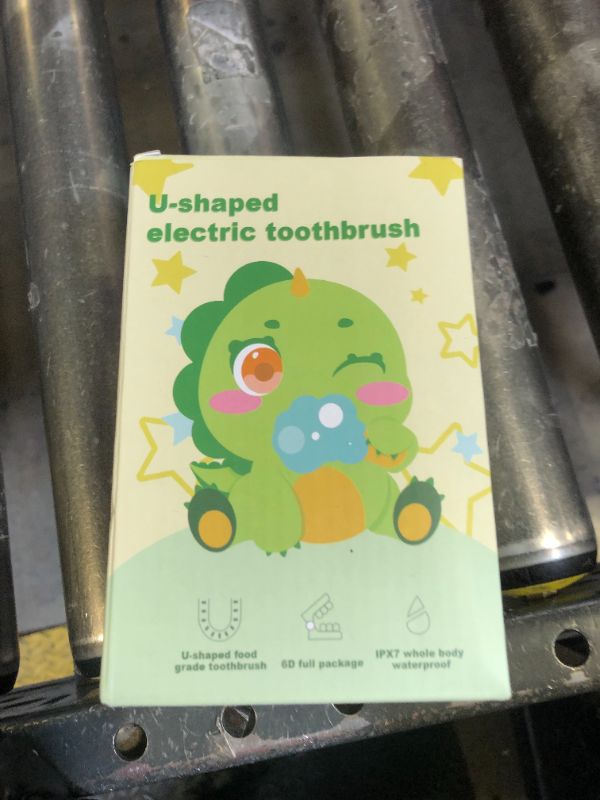 U-shaped
electric toothbrush
U-shaped food
grade toothbrush
6D full package
IPX7 whole body
waterproof